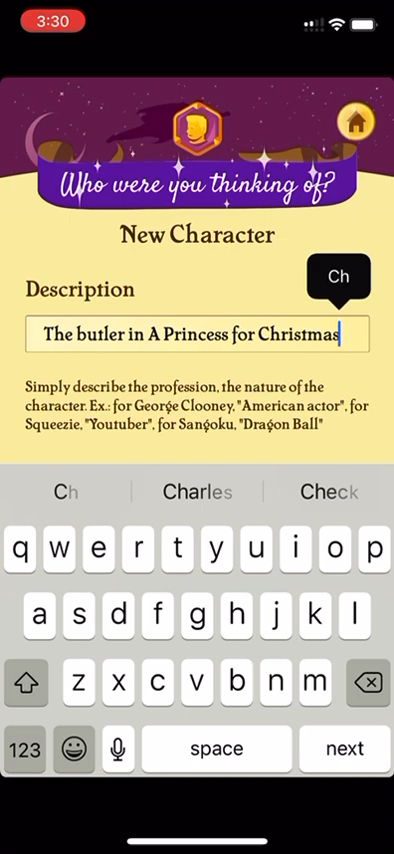 3:30
Who were you thinking of?
New Character
Ch
Description
The butler in A Princess for Christmas
Simply describe the profession, the nature of the
character. Ex.: for George Clooney, "American actor", for
Squeezie, "Youtuber", for Sangoku, "Dragon Ball"
Ch Charles Check
q w e r t y u i o p
a s d f g h j k l
z x c v b n m
123 space next